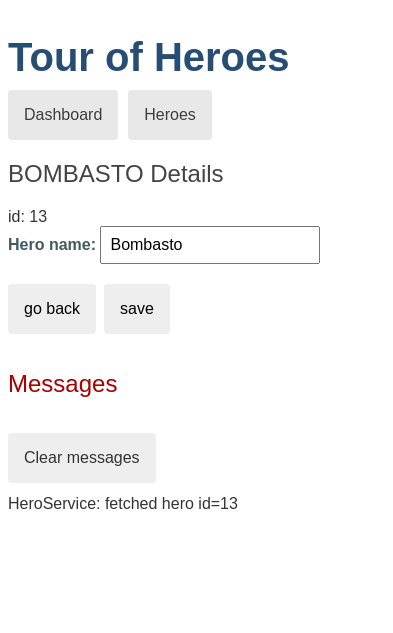 Tour of Heroes
Dashboard Heroes
BOMBASTO Details
id: 13
Hero name: Bombasto
go back save
Messages
Clear messages
HeroService: fetched hero id=13